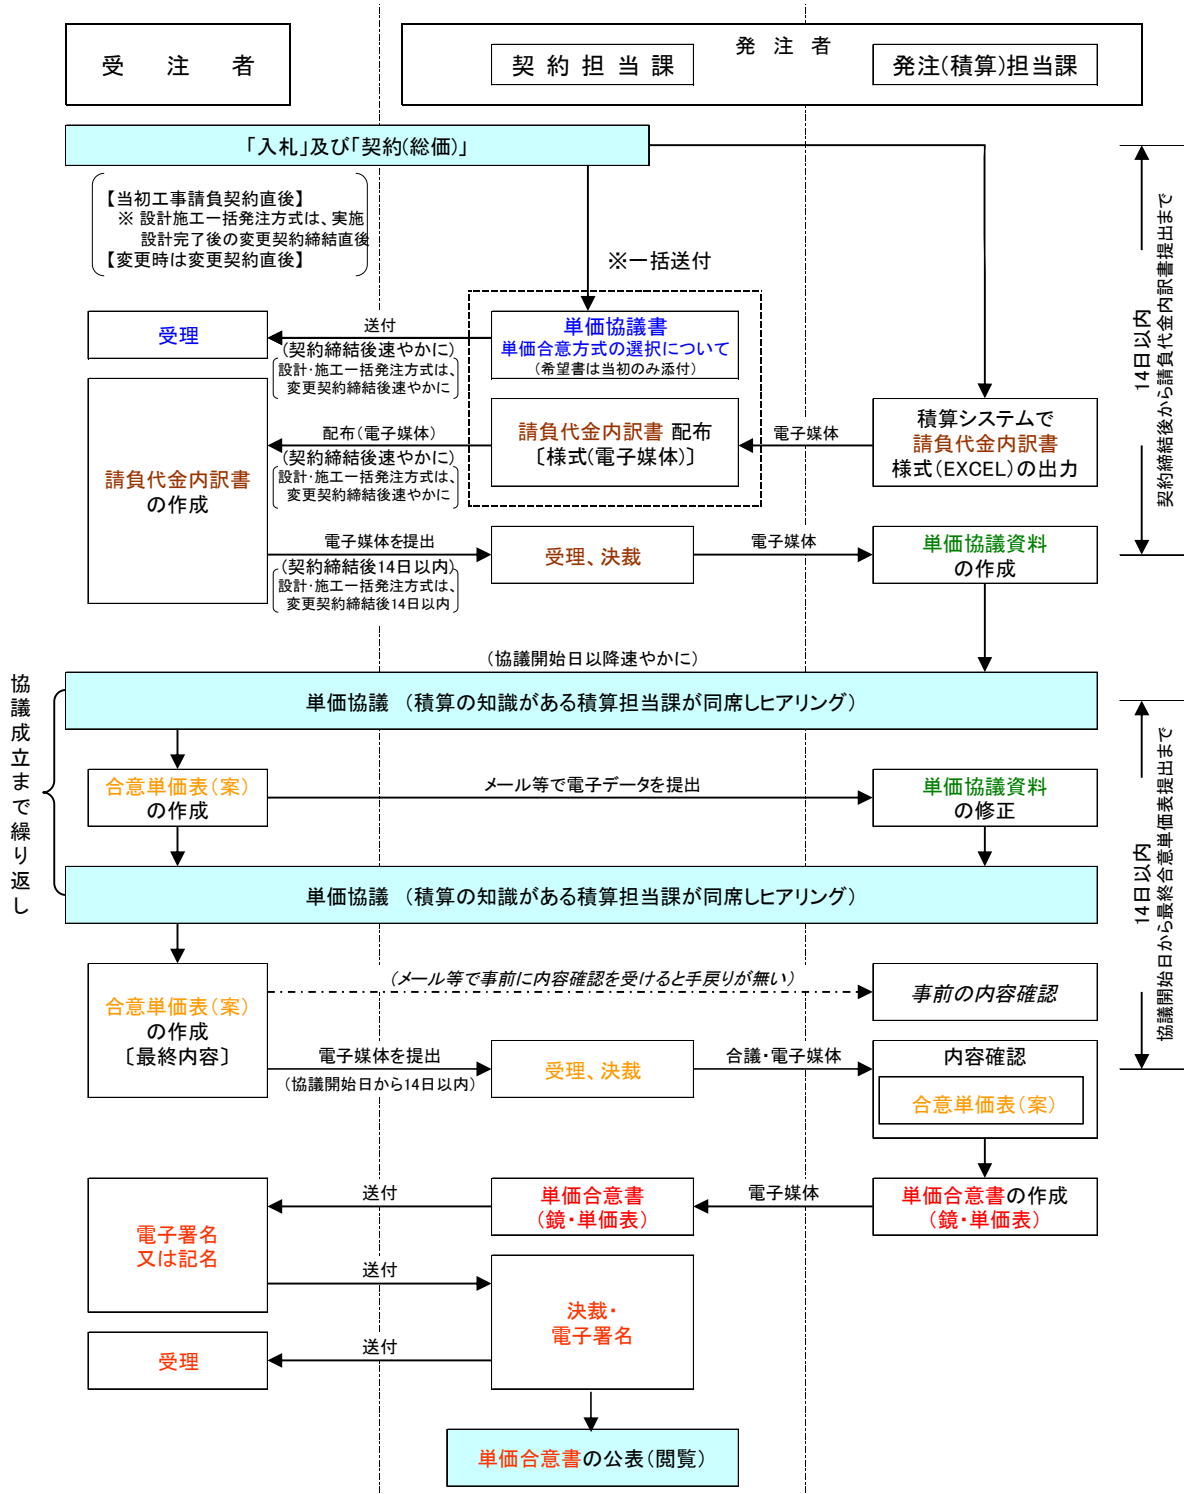 受 注 者
発 注 者
契 約 担 当 課
発注(積算)担当課
「入札」及び「契約(総価)」
【当初工事請負契約直後】
※ 設計施工一括発注方式は、実施
設計完了後の変更契約締結直後
【変更時は変更契約直後】
※一括送付
受理
送付
(契約締結後速やかに)
設計・施工一括発注方式は、
変更契約締結後速やかに
単価協議書
単価合意方式の選択について
(希望書は当初のみ添付)
請負代金内訳書
の作成
配布(電子媒体)
(契約締結後速やかに)
設計・施工一括発注方式は、
変更契約締結後速やかに
請負代金内訳書 配布
〔様式(電子媒体)〕
電子媒体
積算システムで
請負代金内訳書
様式(EXCEL)の出力
電子媒体を提出
(契約締結後14日以内)
設計・施工一括発注方式は、
変更契約締結後14日以内
受理、決裁
電子媒体
単価協議資料
の作成
14日以内
契約締結後から請負代金内訳書提出まで
(協議開始日以降速やかに)
協議成立まで繰り返し
単価協議 (積算の知識がある積算担当課が同席しヒアリング)
合意単価表(案)
の作成
メール等で電子データを提出
単価協議資料
の修正
単価協議 (積算の知識がある積算担当課が同席しヒアリング)
14日以内
協議開始日から最終合意単価表提出まで
合意単価表(案)
の作成
〔最終内容〕
(メール等で事前に内容確認を受けると手戻りが無い)
事前の内容確認
電子媒体を提出
(協議開始日から14日以内)
受理、決裁
合議・電子媒体
内容確認
合意単価表(案)
電子署名
又は記名
送付
単価合意書
(鏡・単価表)
電子媒体
単価合意書の作成
(鏡・単価表)
送付
決裁・
電子署名
受理
送付
単価合意書の公表(閲覧)